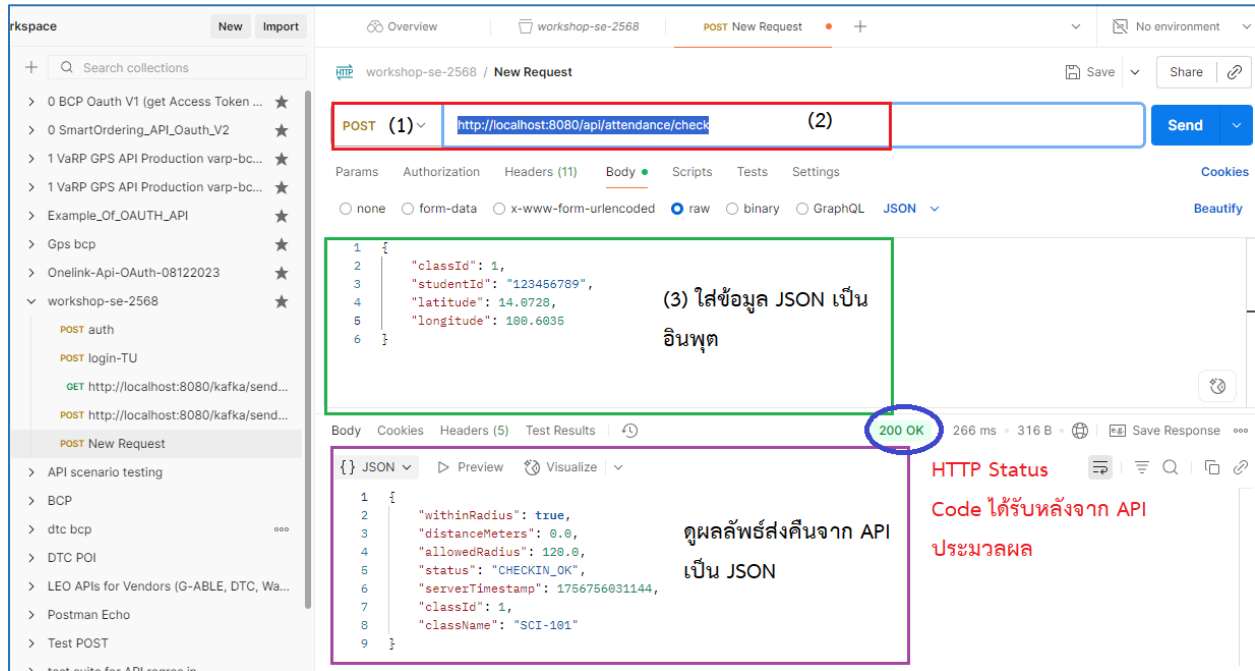 rkspace
New Import
Overview
workshop-se-2568
POST New Request
No environment
Search collections
HTTP workshop-se-2568 / New Request
Save Share
0 BCP Oauth V1 (get Access Token ...
0 SmartOrdering_API_Oauth_V2
1 VaRP GPS API Production varp-bc...
1 VaRP GPS API Production varp-bc...
Example_Of_OAUTH_API
Gps bcp
Onelink-Api-OAuth-08122023
workshop-se-2568
POST auth
POST login-TU
GET http://localhost:8080/kafka/send...
POST http://localhost:8080/kafka/send...
POST New Request
API scenario testing
BCP
dtc bcp
DTC POI
LEO APIs for Vendors (G-ABLE, DTC, Wa...
Postman Echo
Test POST
POST (1) http://localhost:8080/api/attendance/check (2)
Send
Params Authorization Headers (11) Body Scripts Tests Settings Cookies
none form-data x-www-form-urlencoded raw binary GraphQL JSON Beautify
1 {
2 "classId": 1,
3 "studentId": "123456789",
4 "latitude": 14.0728,
5 "longitude": 100.6035
6 }
(3) ใส่ข้อมูล JSON เป็น
อินพุต
Body Cookies Headers (5) Test Results 200 OK 266 ms 316 B e.g. Save Response
{} JSON Preview Visualize
1 {
2 "withinRadius": true,
3 "distanceMeters": 0.0,
4 "allowedRadius": 120.0,
5 "status": "CHECKIN_OK",
6 "serverTimestamp": 1756756031144,
7 "classId": 1,
8 "className": "SCI-101"
9 }
ดูผลลัพธ์ส่งคืนจาก API
เป็น JSON
HTTP Status
Code ได้รับหลังจาก API
ประมวลผล